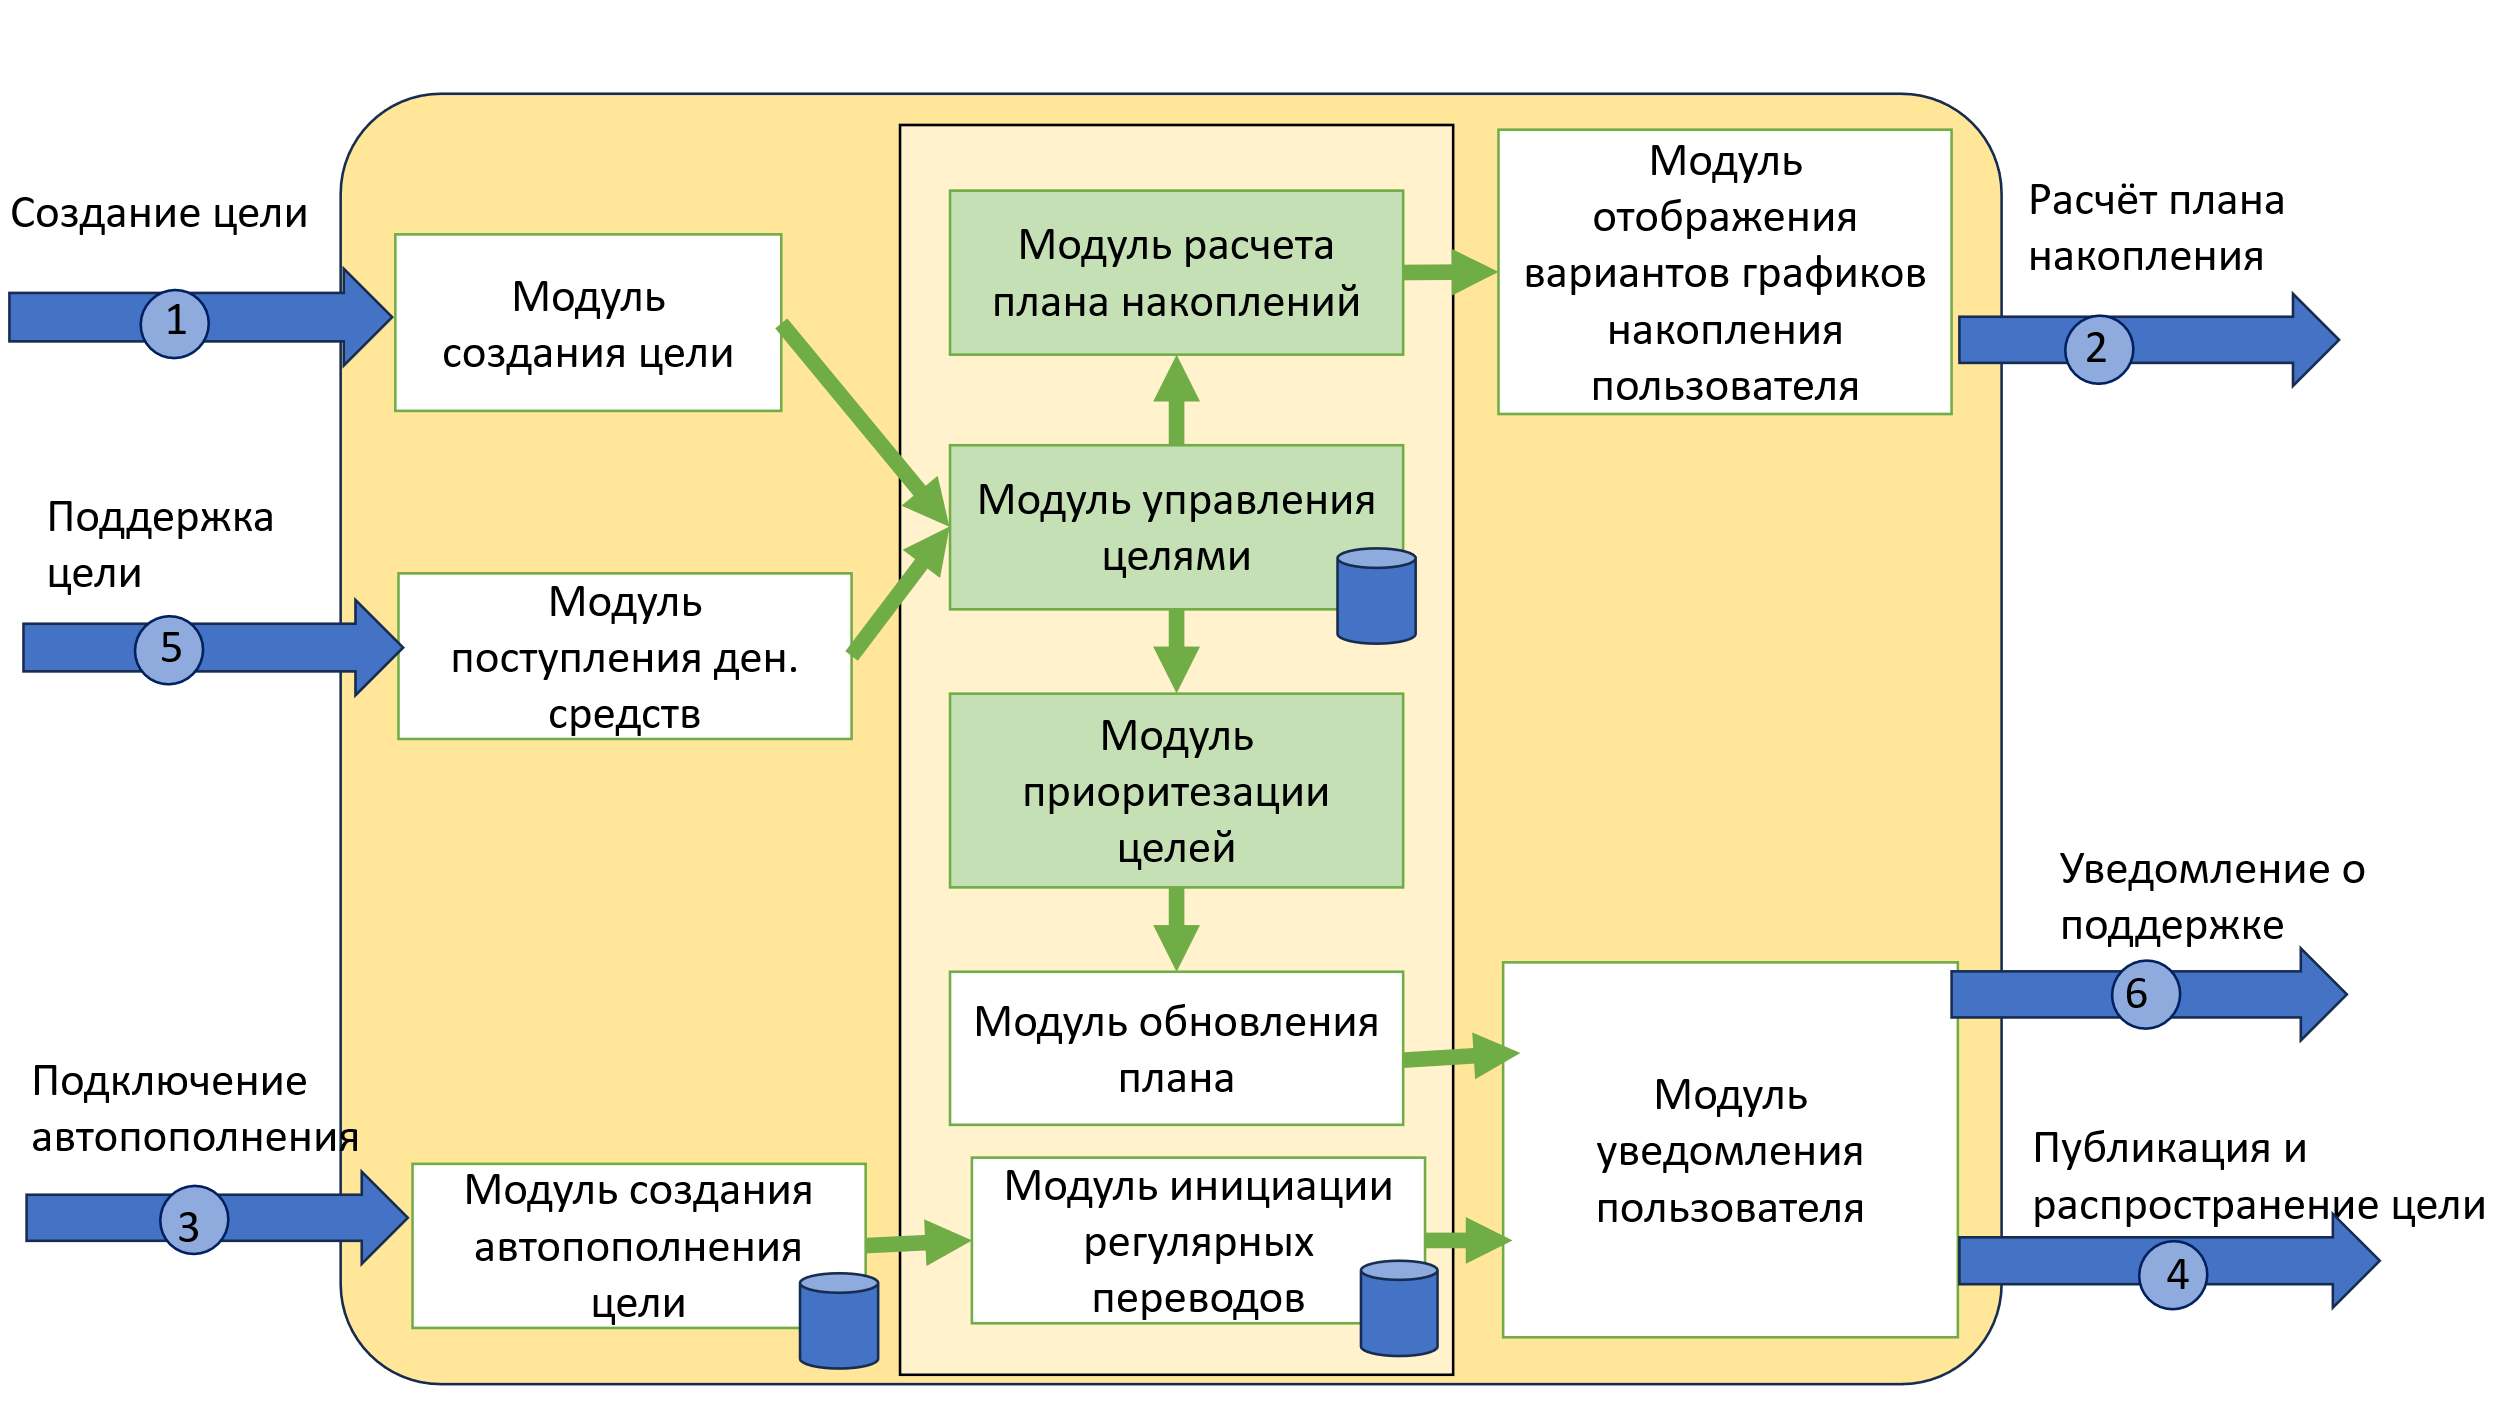 Создание цели
1
Модуль
создания цели
Поддержка
цели
5
Модуль
поступления ден.
средств
Подключение
автопополнения
3
Модуль создания
автопополнения
цели
Модуль расчета
плана накоплений
Модуль управления
целями
Модуль
приоритезации
целей
Модуль обновления
плана
Модуль инициации
регулярных
переводов
Модуль
отображения
вариантов графиков
накопления
пользователя
Расчёт плана
накопления
2
Модуль
уведомления
пользователя
Уведомление о
поддержке
6
Публикация и
распространение цели
4